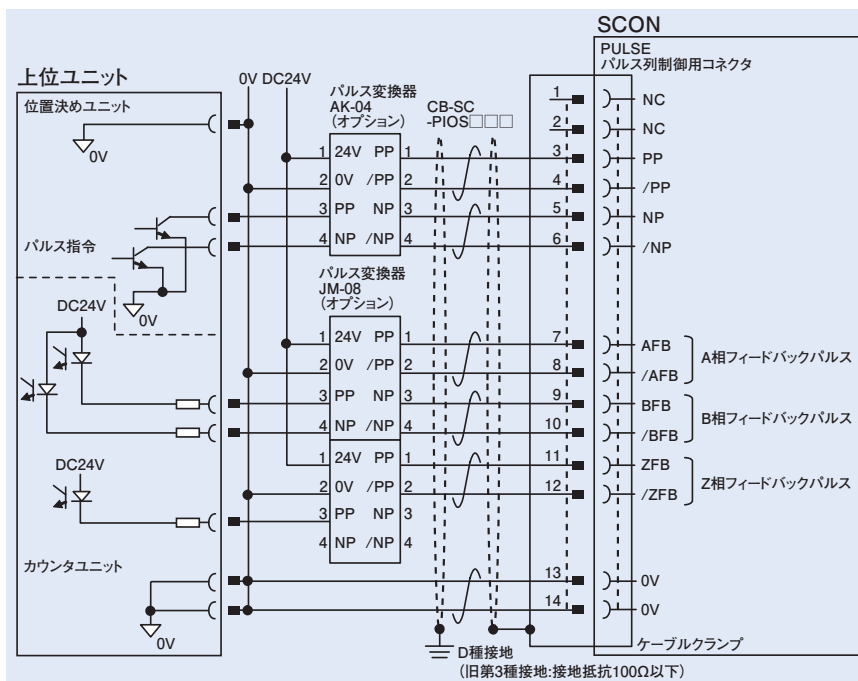 SCON
PULSE
パルス列制御用コネクタ
上位ユニット
0V DC24V
位置決めユニット
0V
パルス指令
0V
DC24V
DC24V
カウンタユニット
0V
パルス変換器
AK-04
(オプション)
1 24V PP 1
2 0V /PP 2
3 PP NP 3
4 NP /NP 4
パルス変換器
JM-08
(オプション)
1 24V PP 1
2 0V /PP 2
3 PP NP 3
4 NP /NP 4
1 24V PP 1
2 0V /PP 2
3 PP NP 3
4 NP /NP 4
CB-SC
-PIOS□□□
1 NC
2 NC
3 PP
4 /PP
5 NP
6 /NP
7 AFB
8 /AFB
A相フィードバックパルス
9 BFB
10 /BFB
B相フィードバックパルス
11 ZFB
12 /ZFB
Z相フィードバックパルス
13 0V
14 0V
ケーブルクランプ
D種接地
(旧第3種接地:接地抵抗100Ω以下)